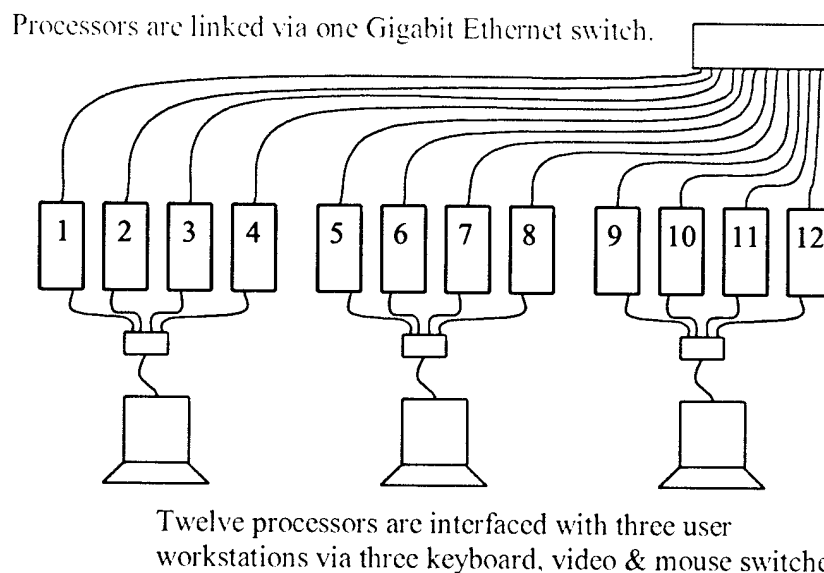 Processors are linked via one Gigabit Ethernet switch.
1 2 3 4 5 6 7 8 9 10 11 12
Twelve processors are interfaced with three user
workstations via three keyboard, video & mouse switche